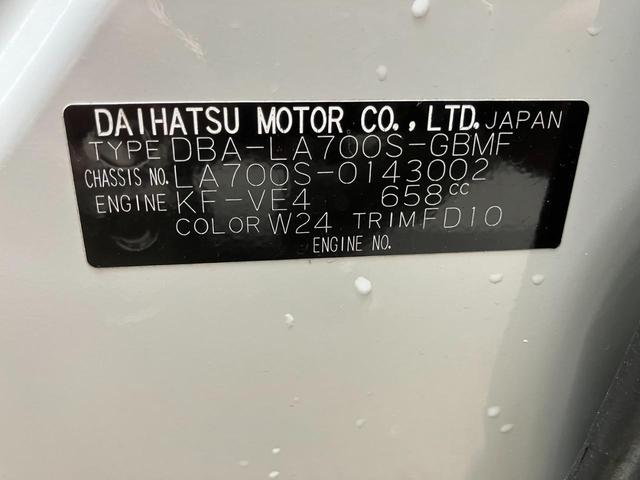 DAIHATSU MOTOR CO., LTD. JAPAN
TYPE DBA-LA700S-GBMF
CHASSIS NO. LA700S-0143002
ENGINE KF-VE4 658cc
COLOR W24 TRIM FD10
ENGINE NO.